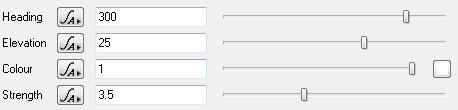 Heading 300
Elevation 25
Colour 1
Strength 3.5